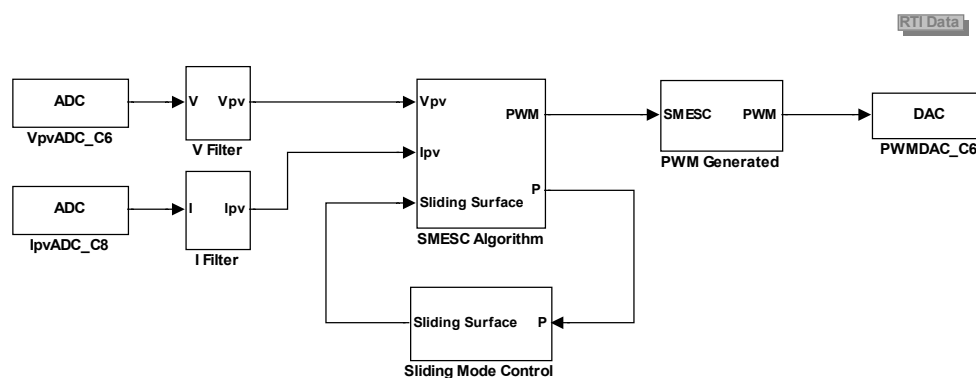 RTI Data
ADC
VpvADC_C6
V Vpv
V Filter
ADC
IpvADC_C8
I Ipv
I Filter
Vpv
PWM
Ipv
P
Sliding Surface
SMESC Algorithm
SMESC PWM
PWM Generated
DAC
PWMDAC_C6
Sliding Surface P
Sliding Mode Control